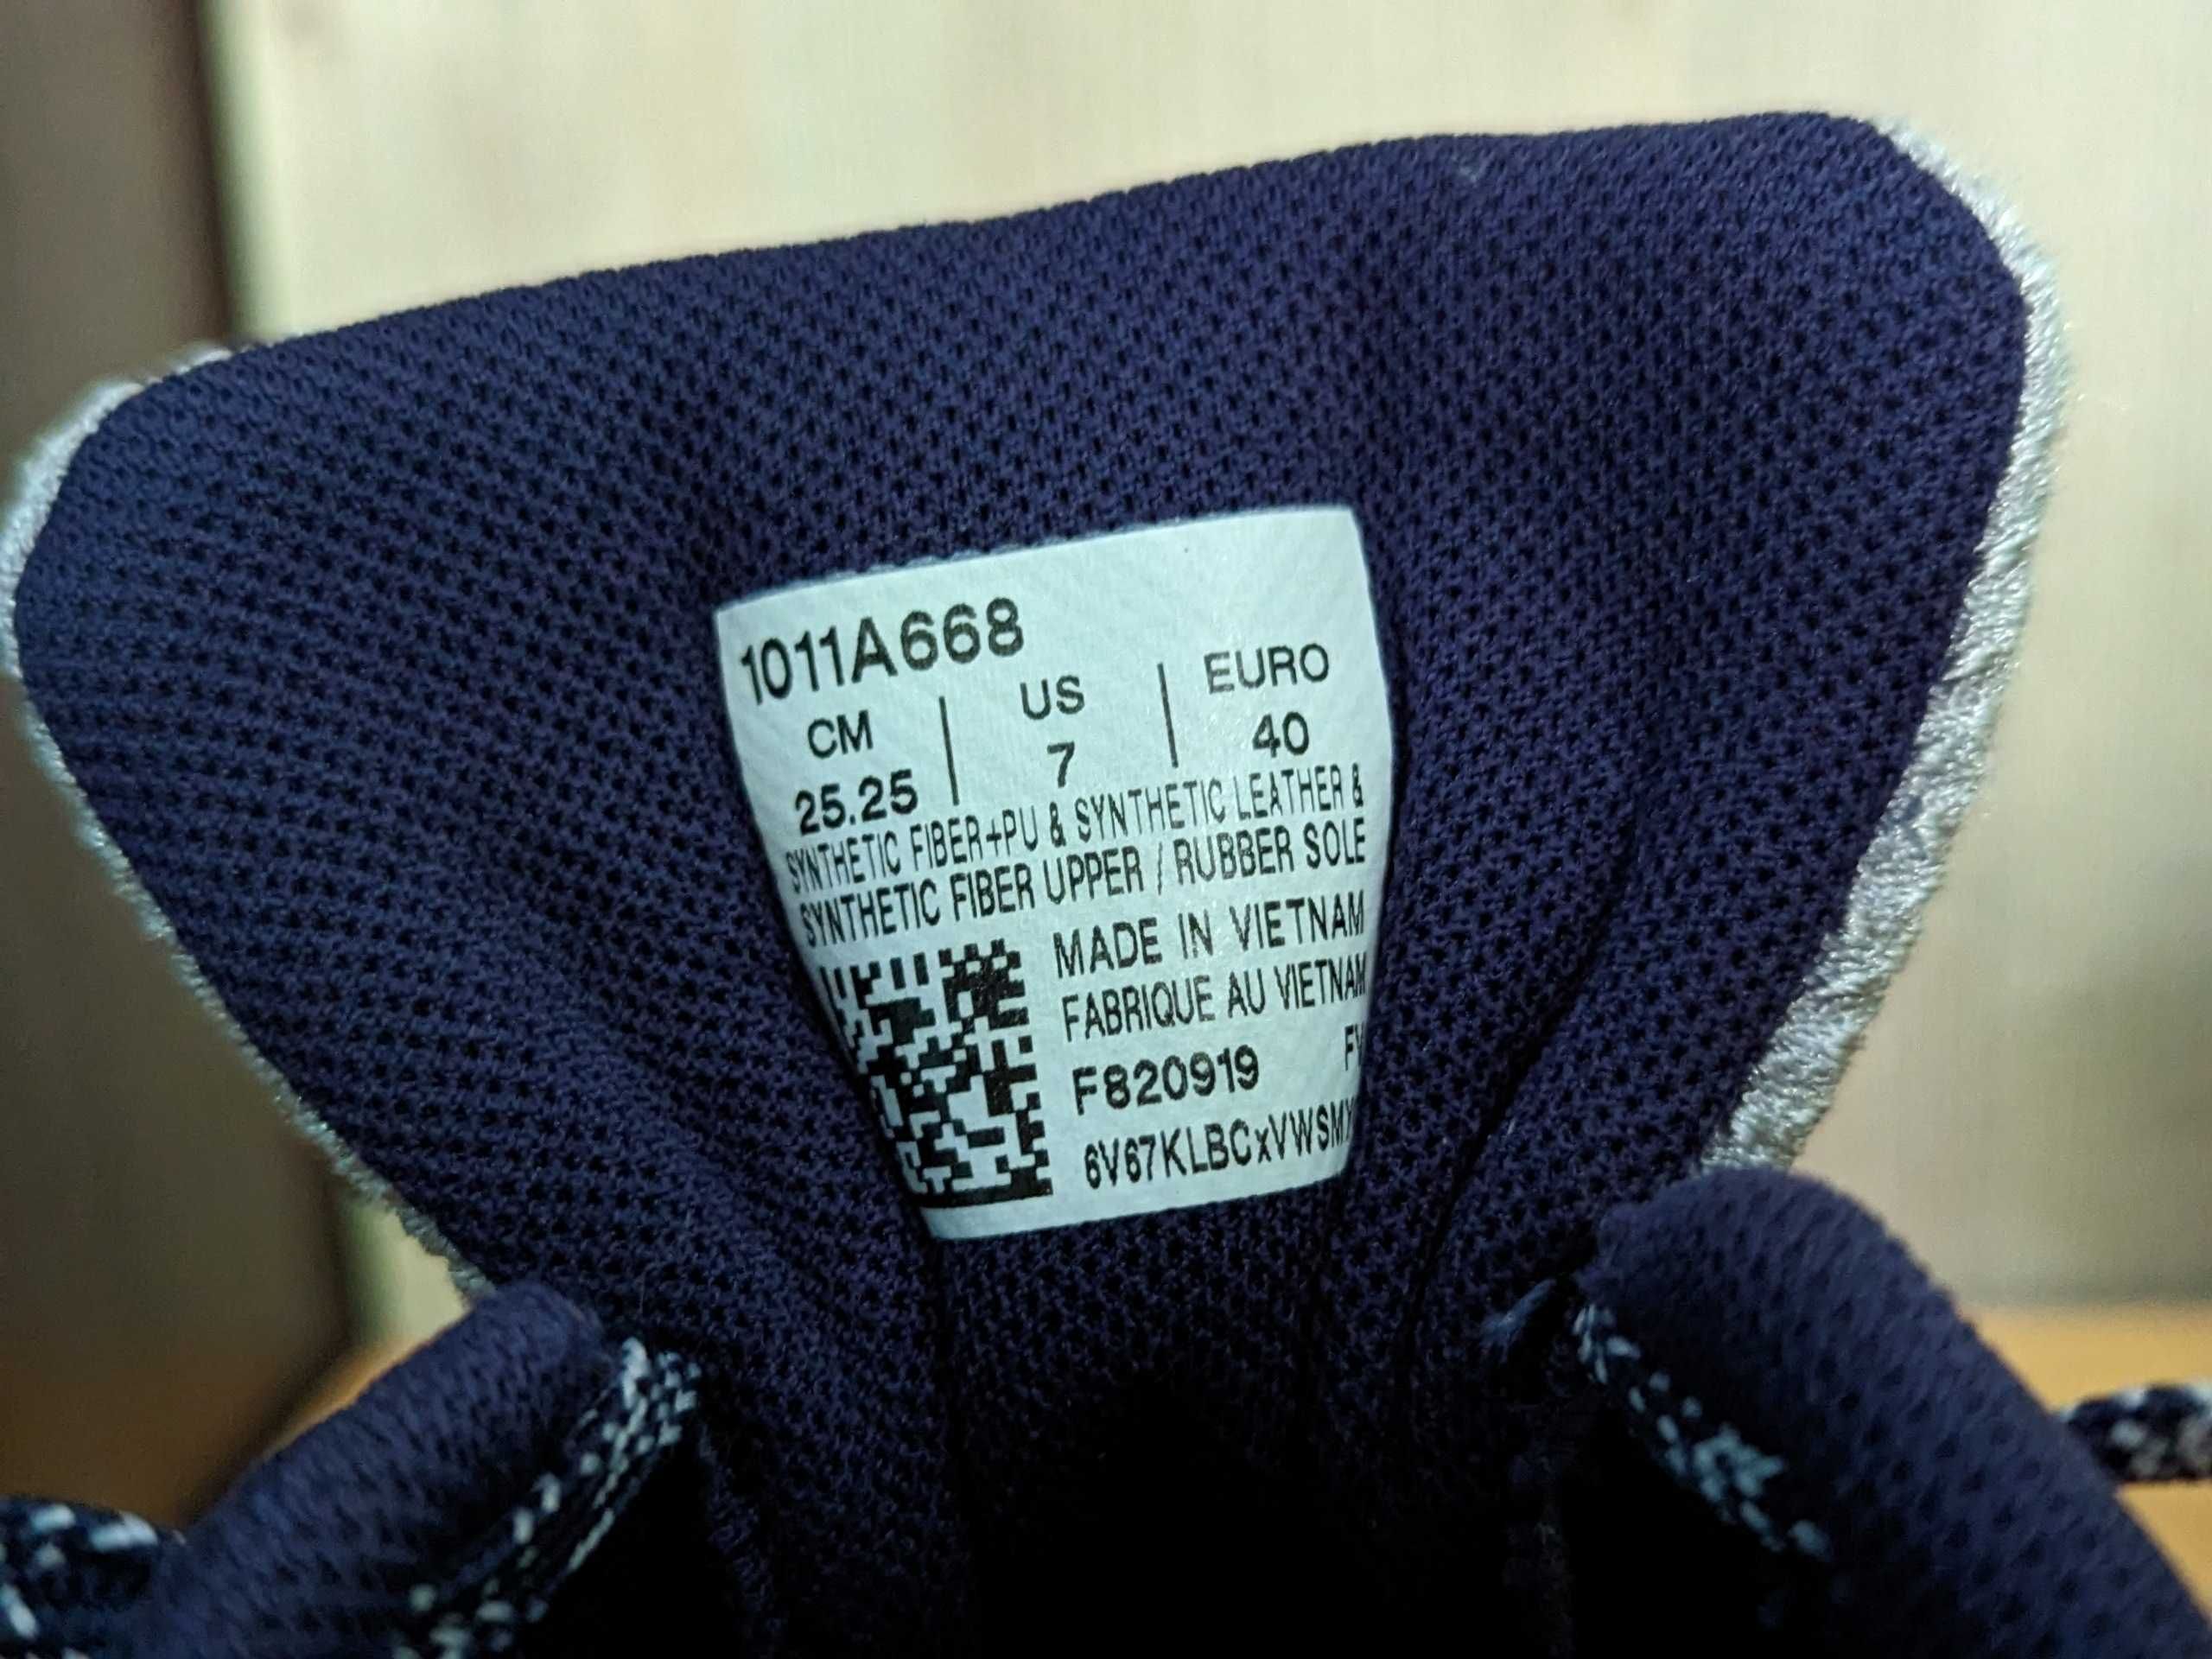 1011A668
CM | US | EURO
25.25 | 7 | 40
SYNTHETIC FIBER+PU & SYNTHETIC LEATHER &
SYNTHETIC FIBER UPPER / RUBBER SOLE
MADE IN VIETNAM
FABRIQUE AU VIETNAM
F820919
6V67KLBCxVWSM